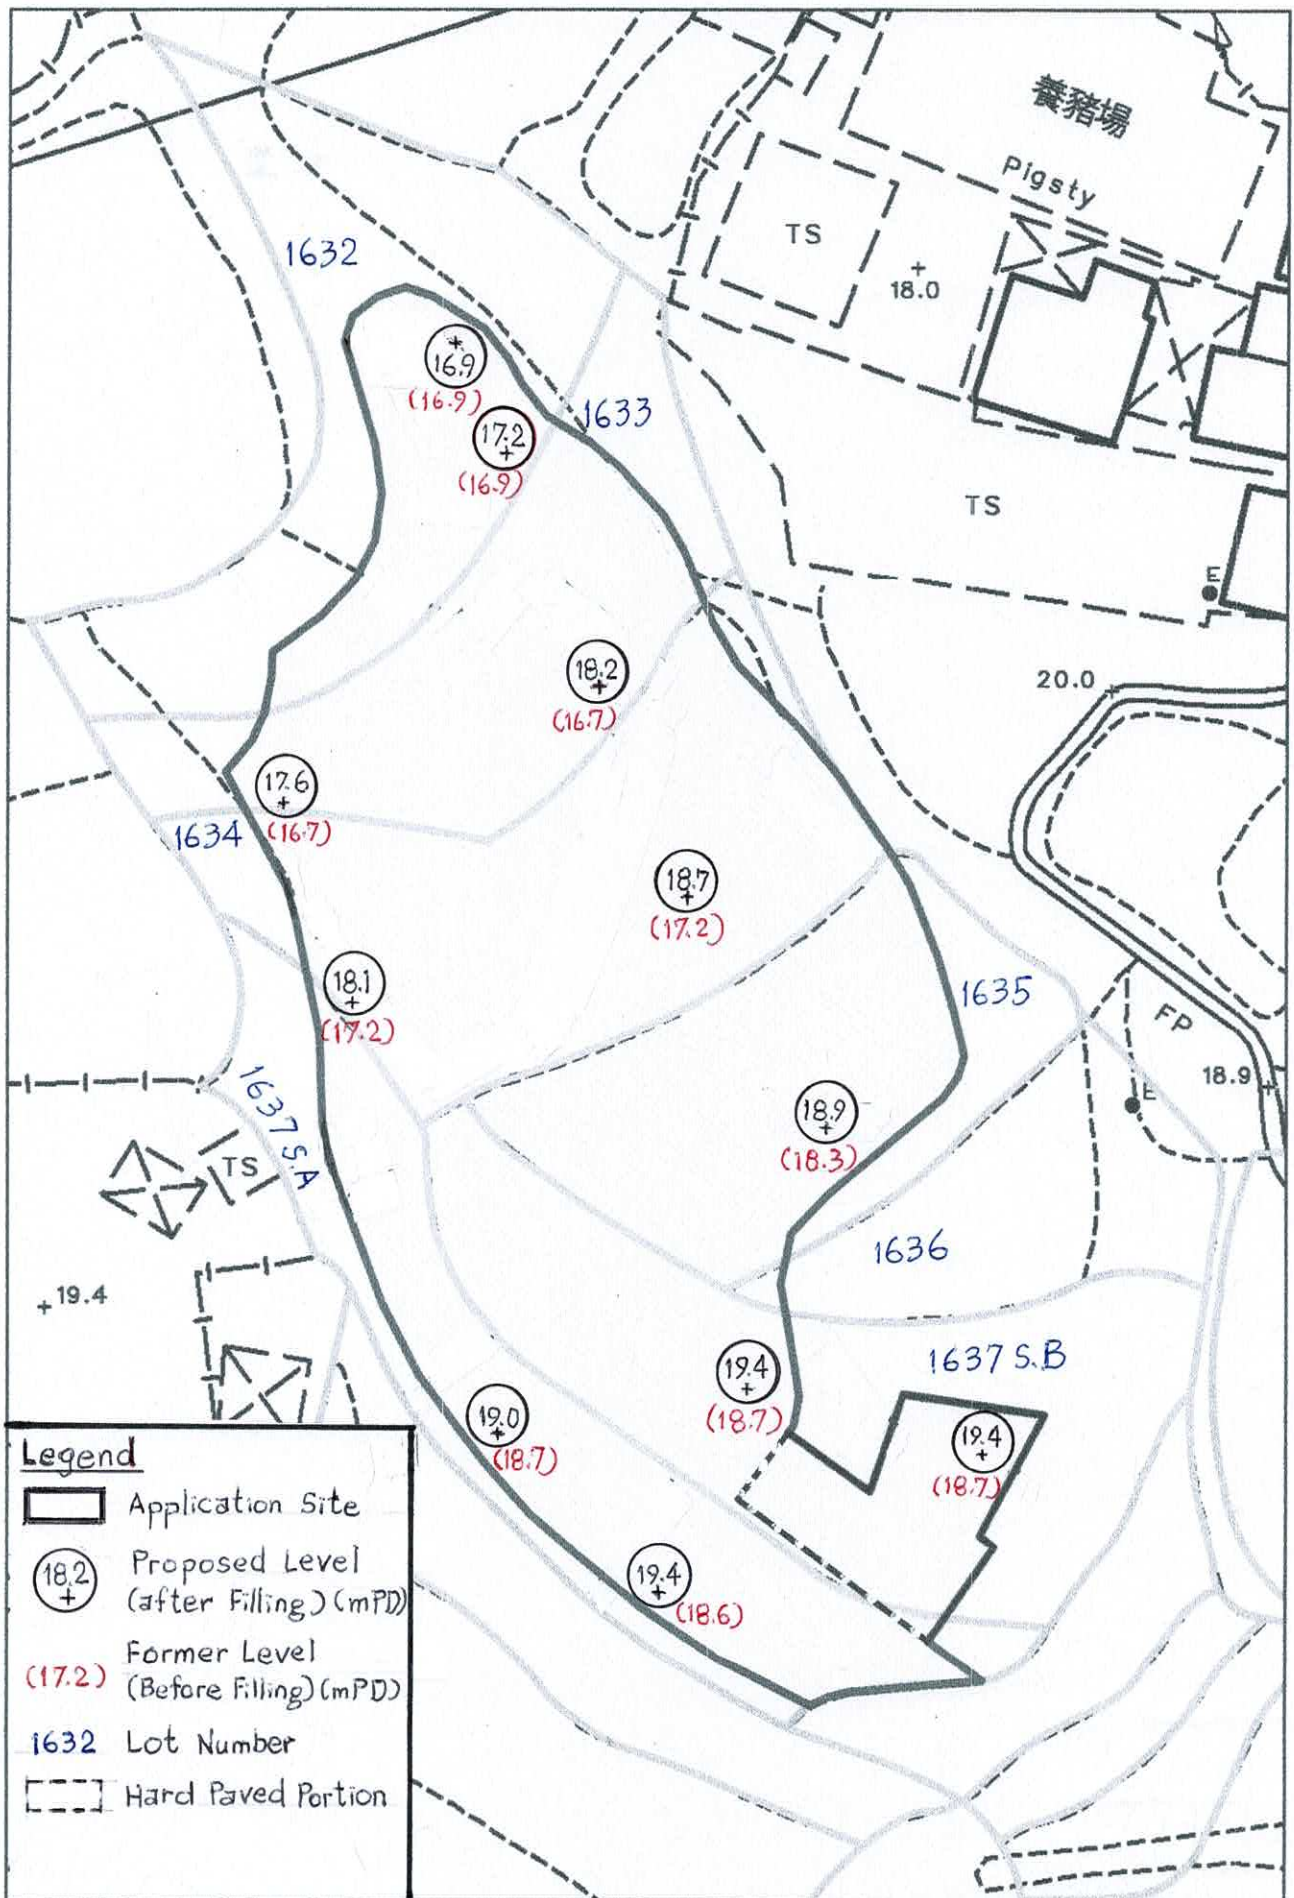 養豬場
Pigsty
TS
18.0
1632
16.9
(16.9)
17.2
(16.9)
1633
TS
E
20.0
18.2
(16.7)
17.6
(16.7)
1634
18.7
(17.2)
18.1
(17.2)
1635
FP
18.9
E
1637 S.A
TS
18.9
(18.3)
1636
19.4
1637 S.B
19.4
(18.7)
19.0
(18.7)
19.4
(18.7)
19.4
(18.6)
Legend
Application Site
18.2
Proposed Level
(after Filling) (mPD)
(17.2)
Former Level
(Before Filling) (mPD)
1632 Lot Number
Hard Paved Portion